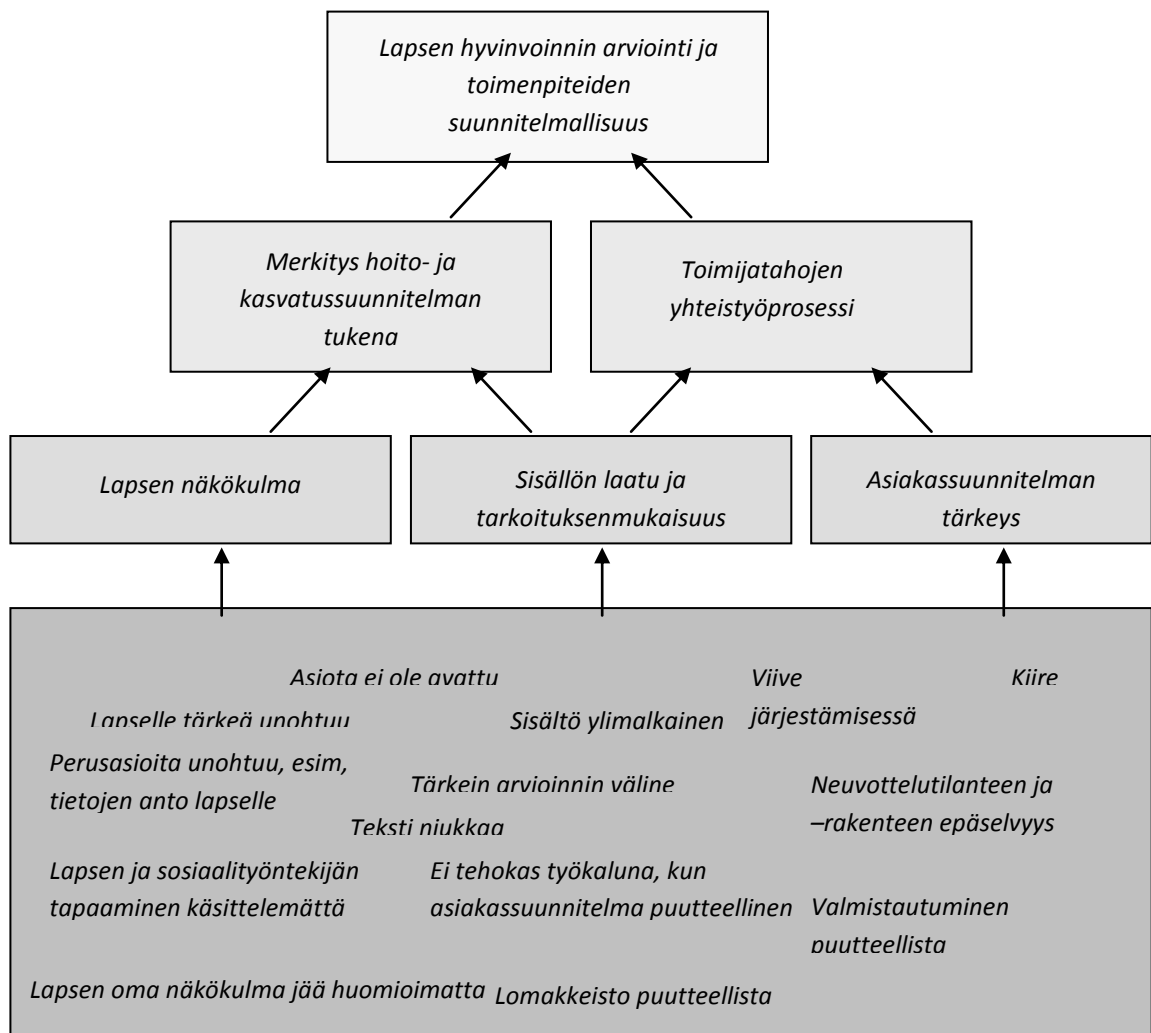 Lapsen hyvinvoinnin arviointi ja
toimenpiteiden
suunnitelmallisuus
Merkitys hoito- ja
kasvatussuunnitelman
tukena
Toimijatahojen
yhteistyöprosessi
Lapsen näkökulma
Sisällön laatu ja
tarkoituksenmukaisuus
Asiakassuunnitelman
tärkeys
Asiota ei ole avattu
Viive
järjestämisessä
Kiire
Lapselle tärkeä unohtuu
Sisältö ylimalkainen
Perusasioita unohtuu, esim,
tietojen anto lapselle
Tärkein arvioinnin väline
Neuvottelutilanteen ja
–rakenteen epäselvyys
Teksti niukkaa
Lapsen ja sosiaalityöntekijän
tapaaminen käsittelemättä
Ei tehokas työkaluna, kun
asiakassuunnitelma puutteellinen
Valmistautuminen
puutteellista
Lapsen oma näkökulma jää huomioimatta
Lomakkeisto puutteellista